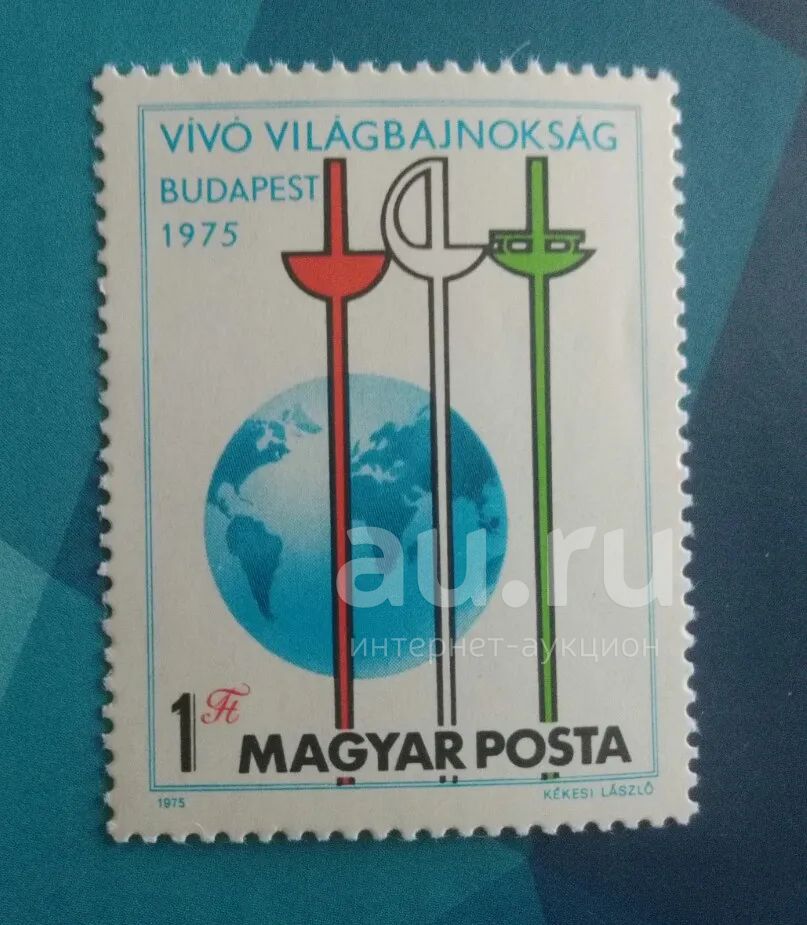 VÍVÓ VILÁGBAJNOKSÁG
BUDAPEST
1975
au.ru
интернет-аукцион
1 Ft
MAGYAR POSTA
1975
KÉKESI LÁSZLÓ